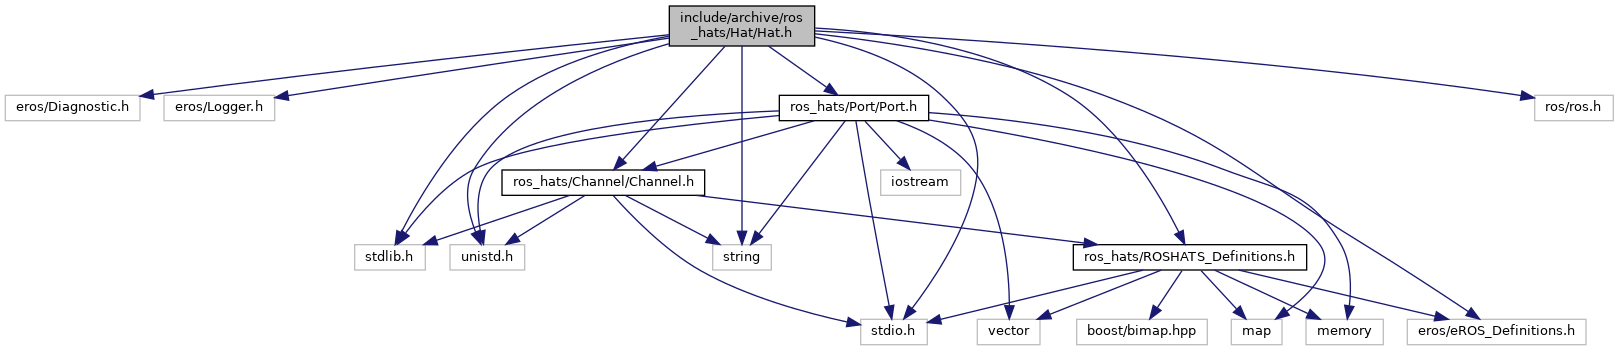 include/archive/ros
_hats/Hat/Hat.h
eros/Diagnostic.h
eros/Logger.h
ros_hats/Port/Port.h
ros/ros.h
ros_hats/Channel/Channel.h
iostream
stdlib.h
unistd.h
string
ros_hats/ROSHATS_Definitions.h
stdio.h
vector
boost/bimap.hpp
map
memory
eros/eROS_Definitions.h